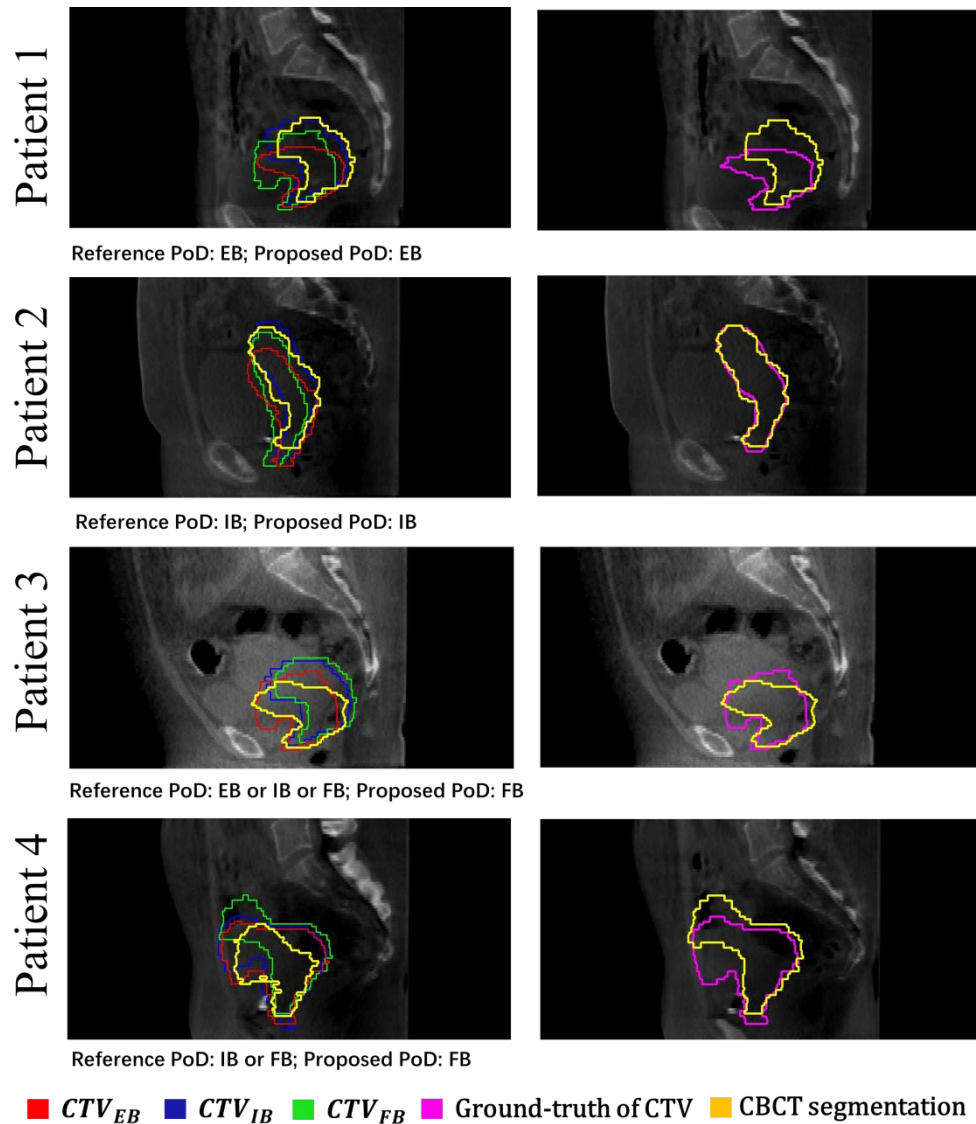 Patient 1
Reference PoD: EB; Proposed PoD: EB
Patient 2
Reference PoD: IB; Proposed PoD: IB
Patient 3
Reference PoD: EB or IB or FB; Proposed PoD: FB
Patient 4
Reference PoD: IB or FB; Proposed PoD: FB
CTV_EB CTV_IB CTV_FB Ground-truth of CTV CBCT segmentation